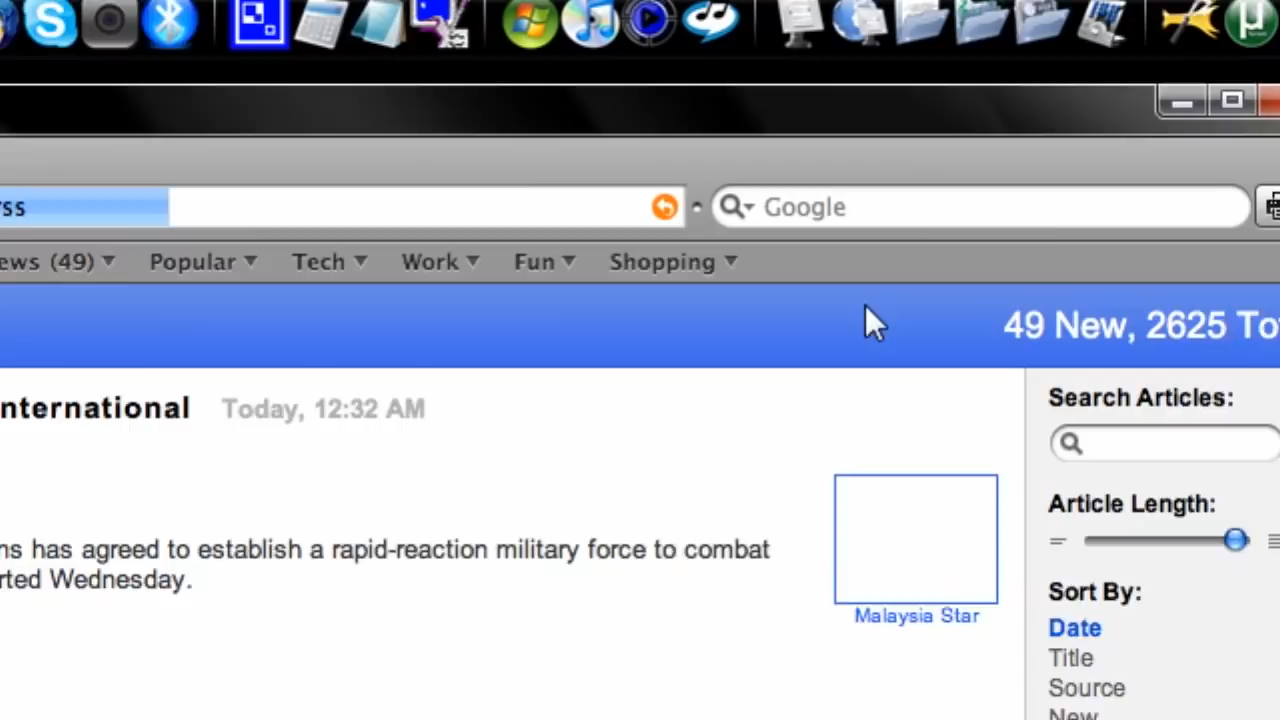 rss
Google
ews (49)
Popular
Tech
Work
Fun
Shopping
49 New, 2625 To
nternational Today, 12:32 AM
Search Articles:
ns has agreed to establish a rapid-reaction military force to combat
rted Wednesday.
Malaysia Star
Article Length:
Sort By:
Date
Title
Source
New